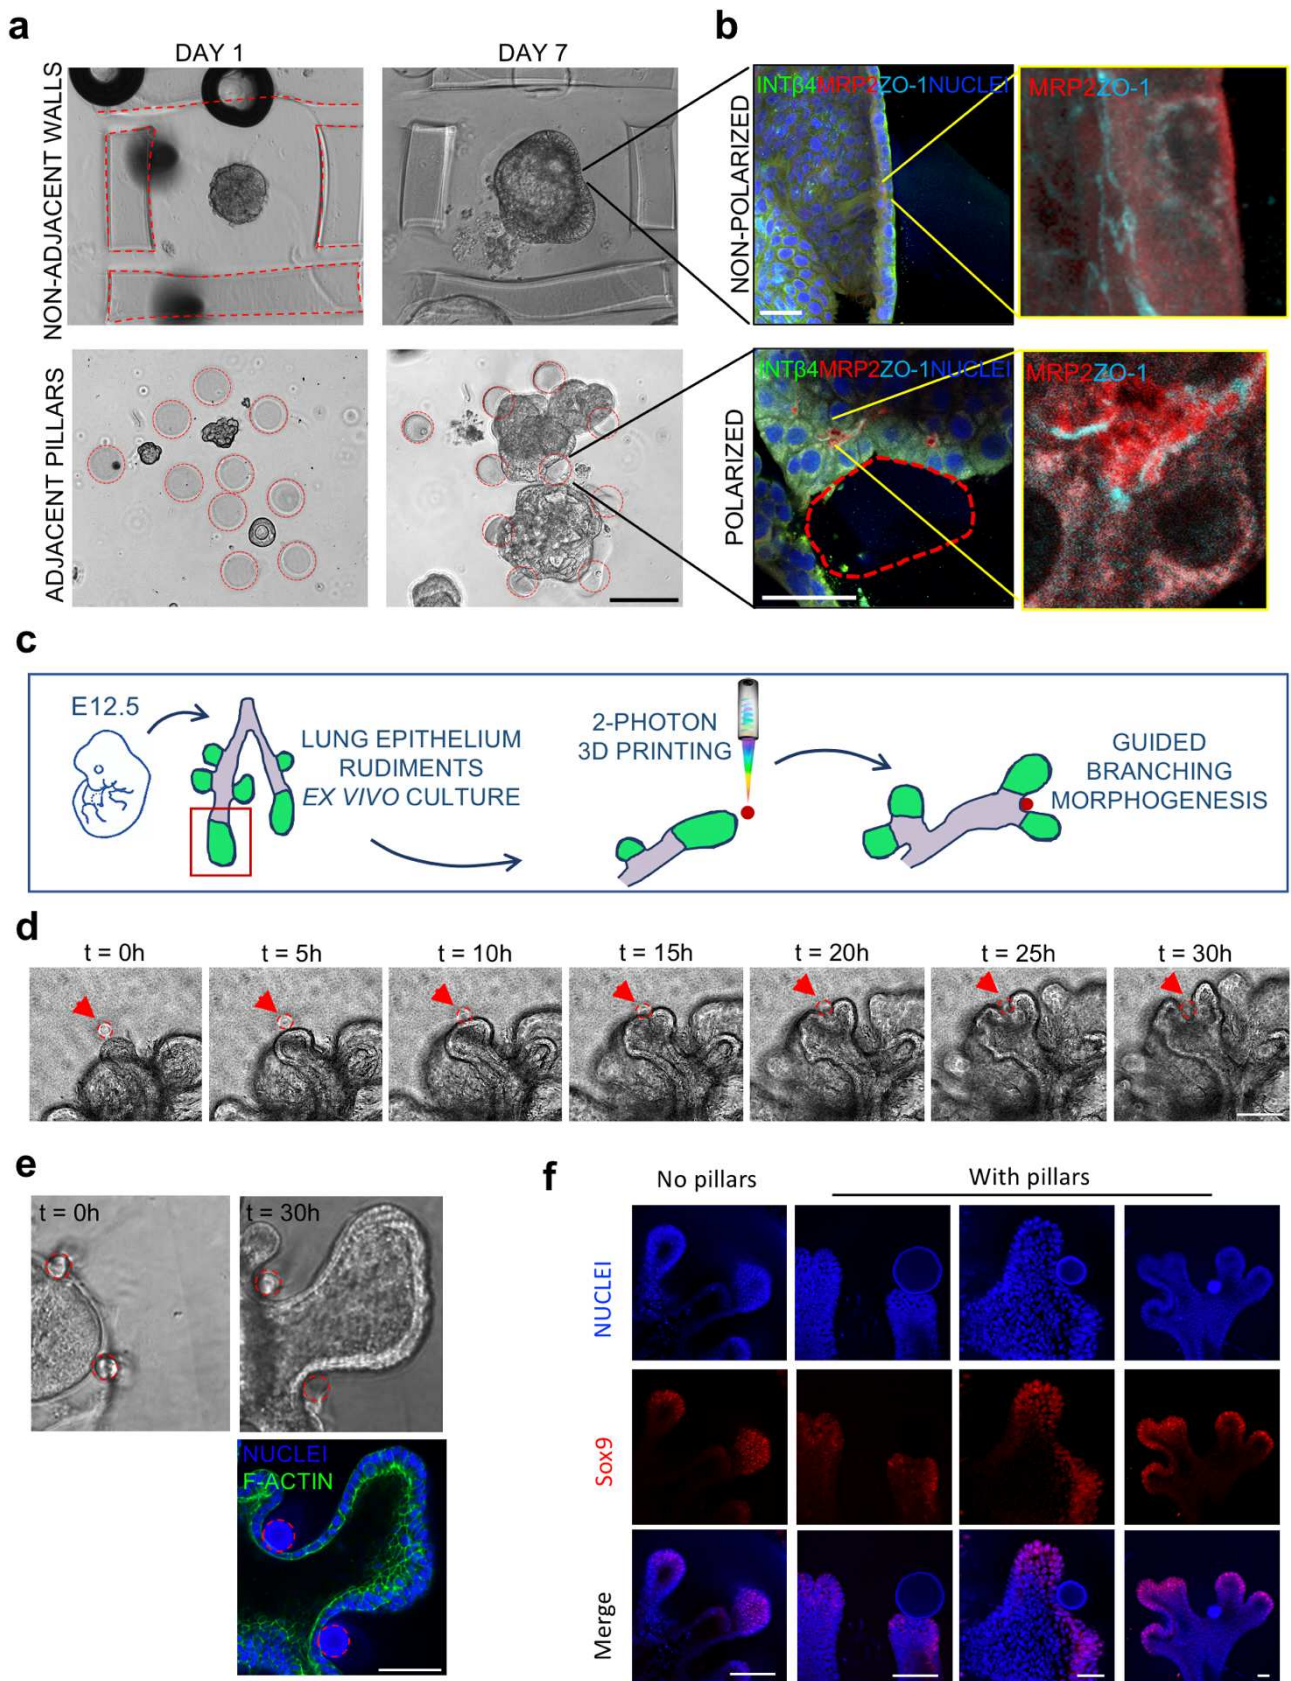 a
DAY 1
DAY 7
NON-ADJACENT WALLS
ADJACENT PILLARS
b
NON-POLARIZED
INTβ4MRP2ZO-1NUCLEI
MRP2ZO-1
POLARIZED
INTβ4MRP2ZO-1NUCLEI
MRP2ZO-1
c
E12.5
LUNG EPITHELIUM
RUDIMENTS
EX VIVO CULTURE
2-PHOTON
3D PRINTING
GUIDED
BRANCHING
MORPHOGENESIS
d
t = 0h
t = 5h
t = 10h
t = 15h
t = 20h
t = 25h
t = 30h
e
t = 0h
t = 30h
NUCLEI
F-ACTIN
f
No pillars
With pillars
NUCLEI
Sox9
Merge